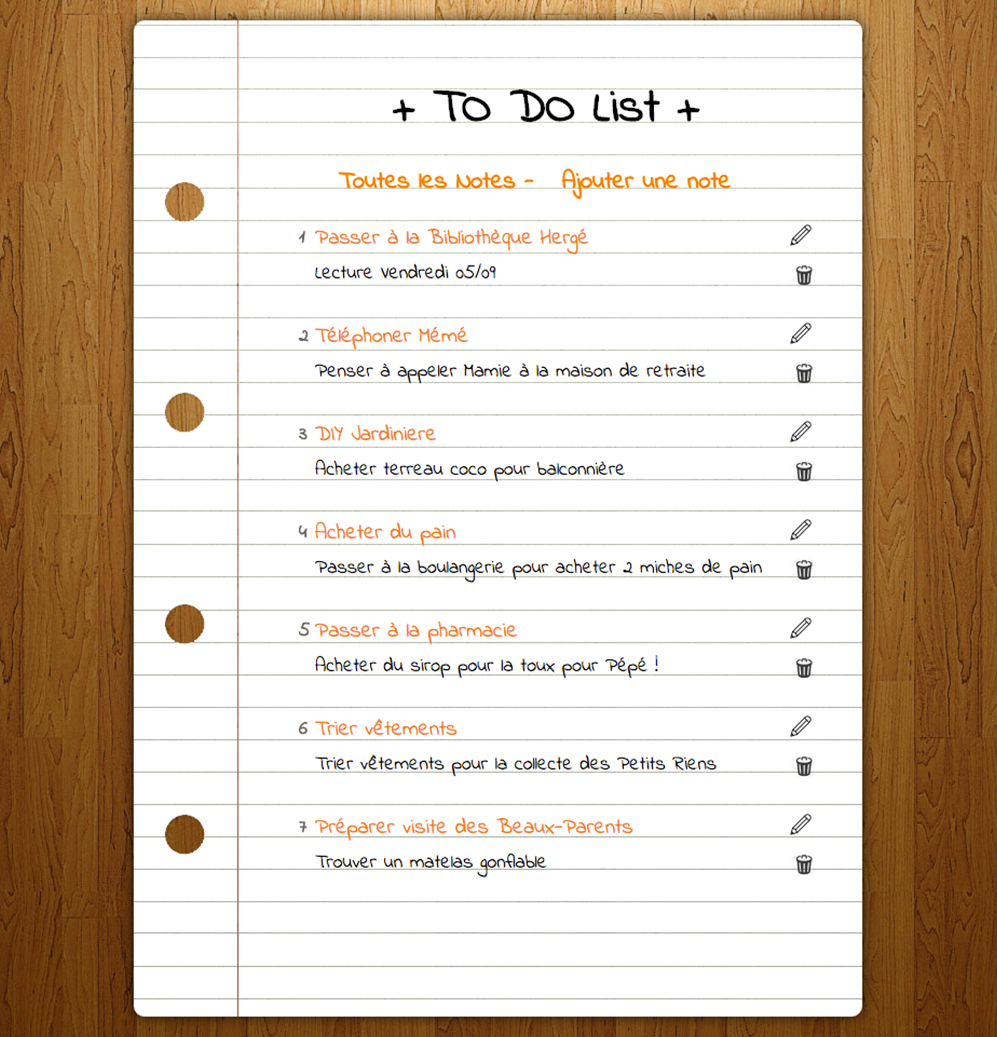 + To Do List +
Toutes les Notes - Ajouter une note
1 Passer à la Bibliothèque Hergé
Lecture Vendredi 05/09
2 Téléphoner Mémé
Penser à appeler Mamie à la maison de retraite
3 DIY Jardiniere
Acheter terreau coco pour balconnière
4 Acheter du pain
Passer à la boulangerie pour acheter 2 miches de pain
5 Passer à la pharmacie
Acheter du sirop pour la toux pour Pépé !
6 Trier vêtements
Trier vêtements pour la collecte des Petits Riens
7 Préparer visite des Beaux-Parents
Trouver un matelas gonflable